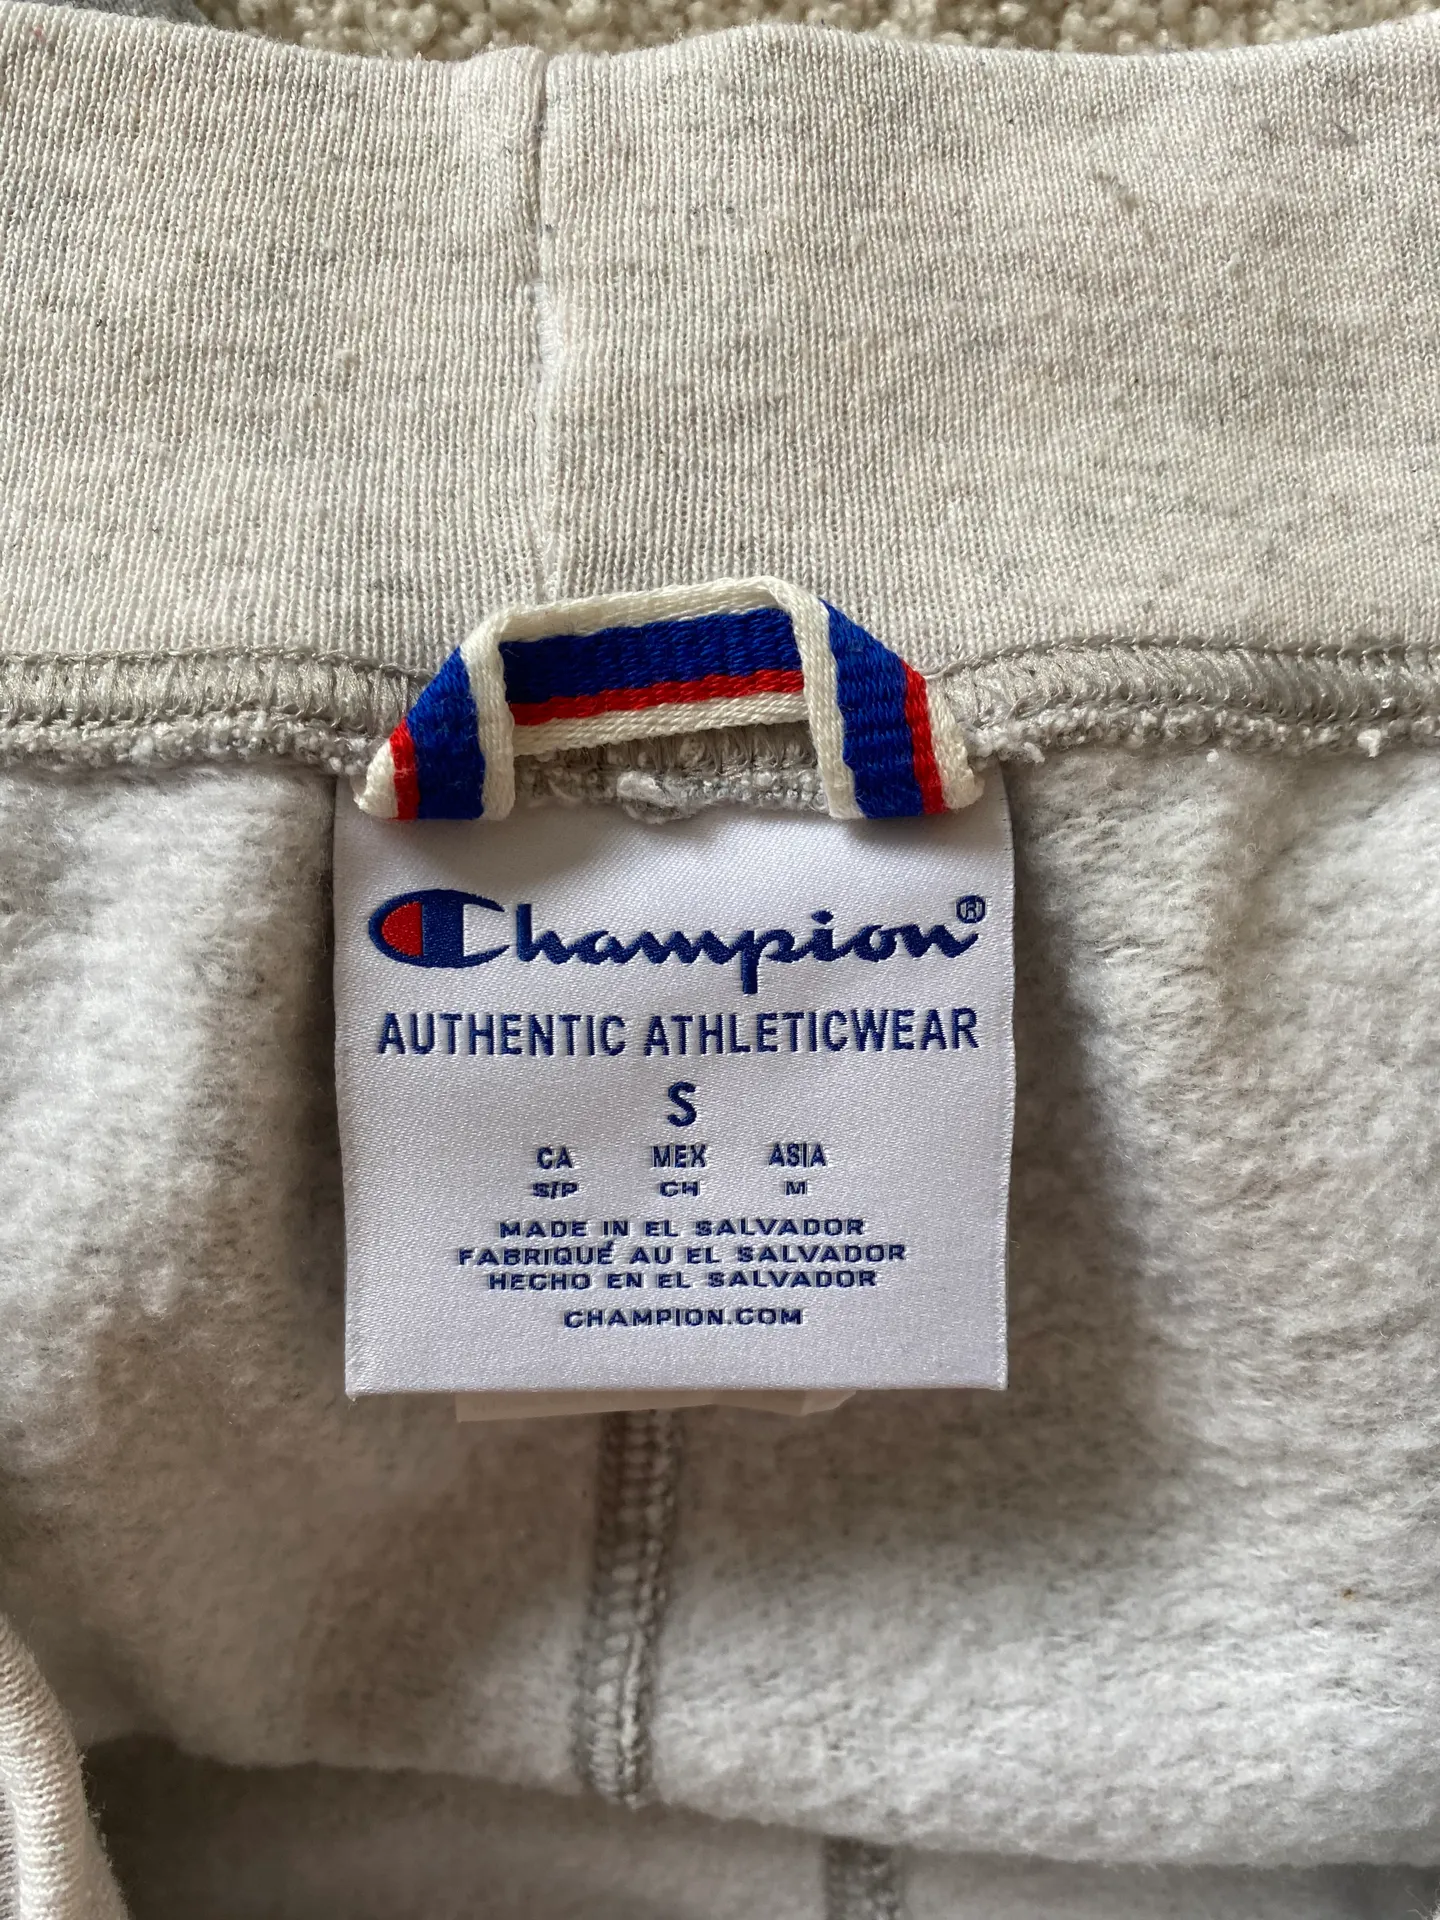 Champion®
AUTHENTIC ATHLETICWEAR
S
CA MEX ASIA
S/P CH M
MADE IN EL SALVADOR
FABRIQUÉ AU EL SALVADOR
HECHO EN EL SALVADOR
CHAMPION.COM